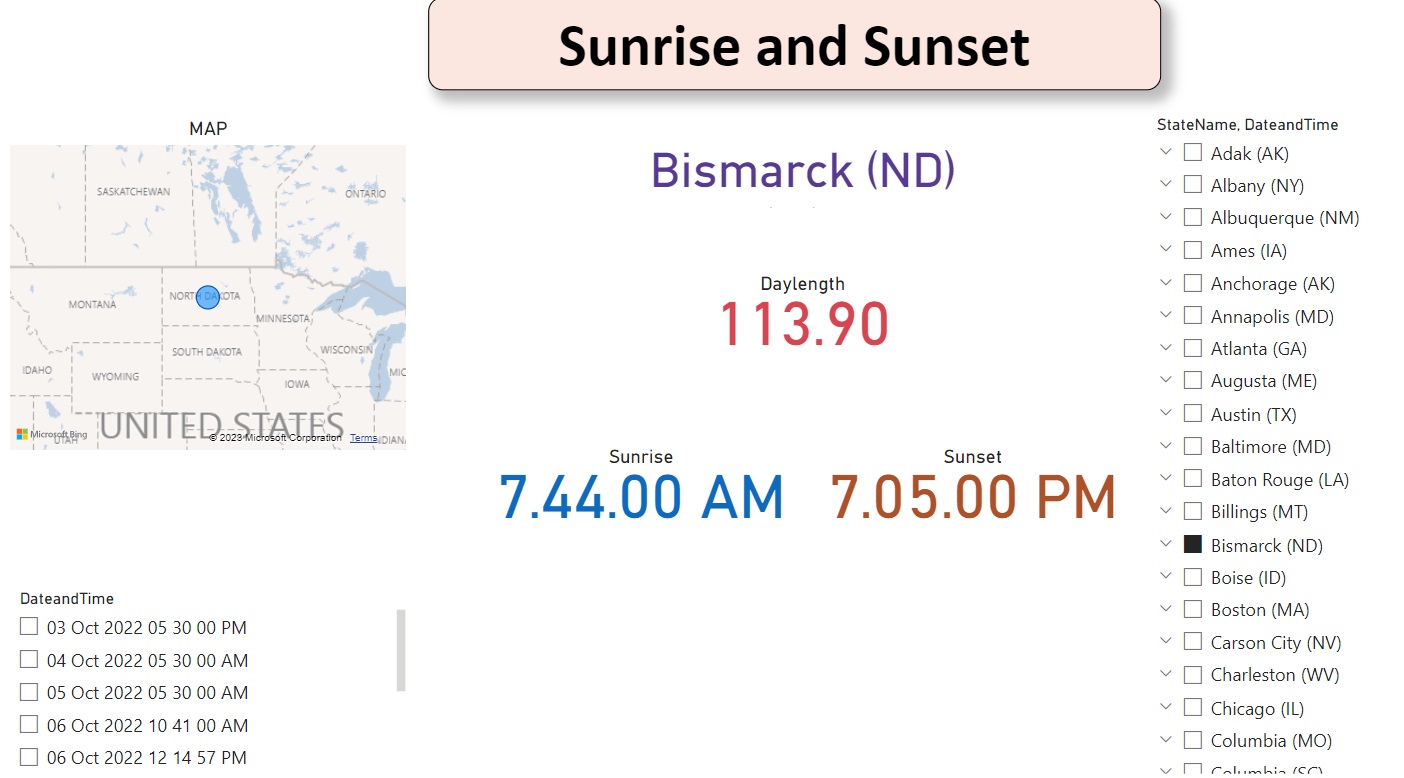 Sunrise and Sunset
MAP
SASKATCHEWAN
ONTARIO
MONTANA
NORTH DAKOTA
MINNESOTA
SOUTH DAKOTA
WISCONSIN
IDAHO
WYOMING
IOWA
MIC
UNITED STATES
Microsoft Bing
UTAH
© 2023 Microsoft Corporation
Terms
NDIANA
Bismarck (ND)
Daylength
113.90
Sunrise
7.44.00 AM
Sunset
7.05.00 PM
DateandTime
03 Oct 2022 05 30 00 PM
04 Oct 2022 05 30 00 AM
05 Oct 2022 05 30 00 AM
06 Oct 2022 10 41 00 AM
06 Oct 2022 12 14 57 PM
StateName, DateandTime
Adak (AK)
Albany (NY)
Albuquerque (NM)
Ames (IA)
Anchorage (AK)
Annapolis (MD)
Atlanta (GA)
Augusta (ME)
Austin (TX)
Baltimore (MD)
Baton Rouge (LA)
Billings (MT)
Bismarck (ND)
Boise (ID)
Boston (MA)
Carson City (NV)
Charleston (WV)
Chicago (IL)
Columbia (MO)
Columbia (SC)